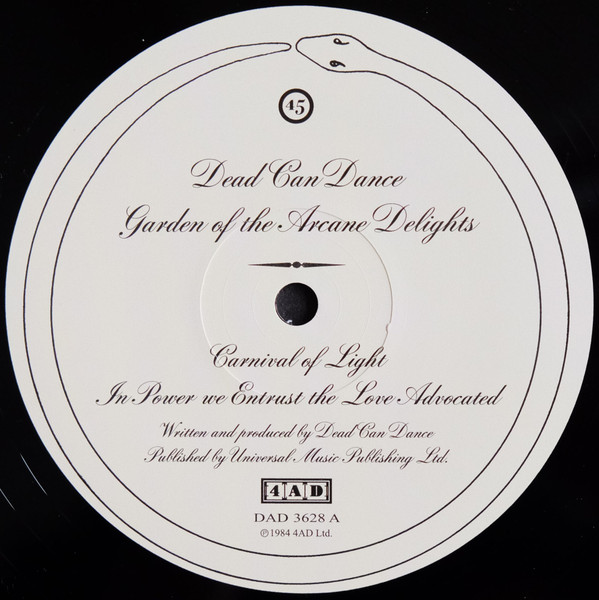 45
Dead Can Dance
Garden of the Arcane Delights
Carnival of Light
In Power we Entrust the Love Advocated
Written and produced by Dead Can Dance
Published by Universal Music Publishing Ltd.
4AD
DAD 3628 A
℗1984 4AD Ltd.